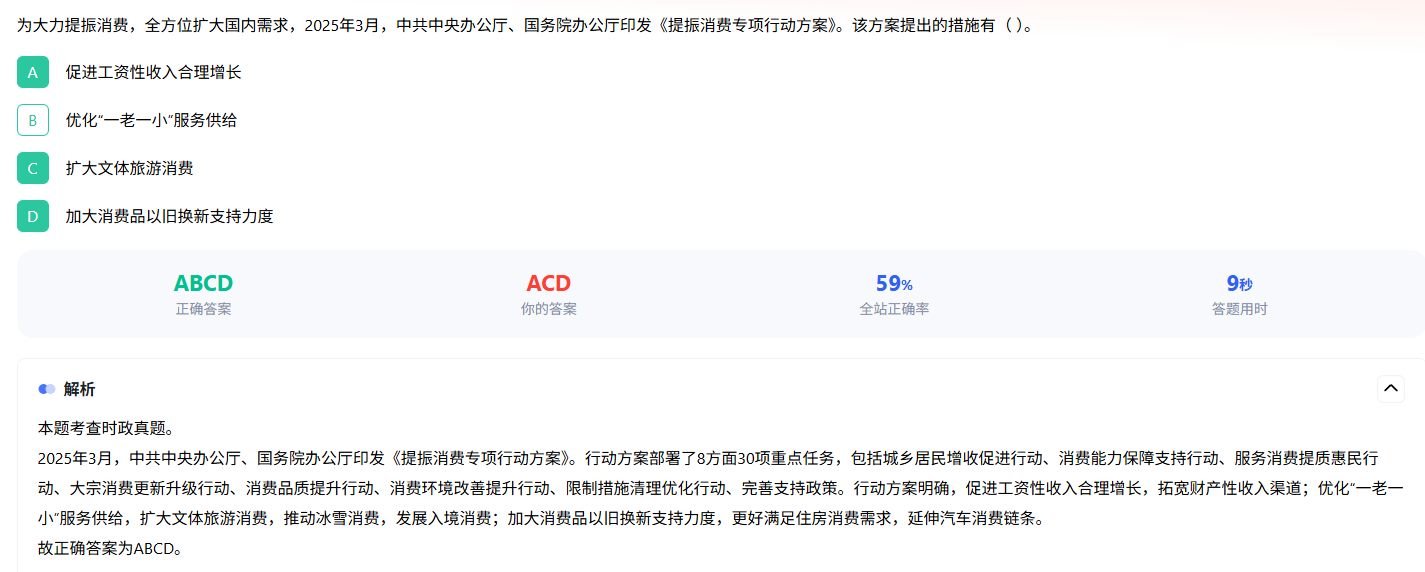 为大力提振消费，全方位扩大国内需求，2025年3月，中共中央办公厅、国务院办公厅印发《提振消费专项行动方案》。该方案提出的措施有（ ）。
A 促进工资性收入合理增长
B 优化“一老一小”服务供给
C 扩大文体旅游消费
D 加大消费品以旧换新支持力度
ABCD ACD 59% 9秒
正确答案 你的答案 全站正确率 答题用时
解析
本题考查时政真题。
2025年3月，中共中央办公厅、国务院办公厅印发《提振消费专项行动方案》。行动方案部署了8方面30项重点任务，包括城乡居民增收促进行动、消费能力保障支持行动、服务消费提质惠民行
动、大宗消费更新升级行动、消费品质提升行动、消费环境改善提升行动、限制措施清理优化行动、完善支持政策。行动方案明确，促进工资性收入合理增长，拓宽财产性收入渠道；优化“一老一
小”服务供给，扩大文体旅游消费，推动冰雪消费，发展入境消费；加大消费品以旧换新支持力度，更好满足住房消费需求，延伸汽车消费链条。
故正确答案为ABCD。